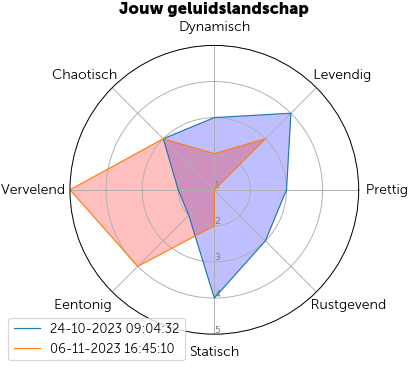 Jouw geluidslandschap
Dynamisch
Chaotisch
Levendig
Vervelend
1
Prettig
2
3
4
Eentonig
Rustgevend
5
24-10-2023 09:04:32
06-11-2023 16:45:10
Statisch